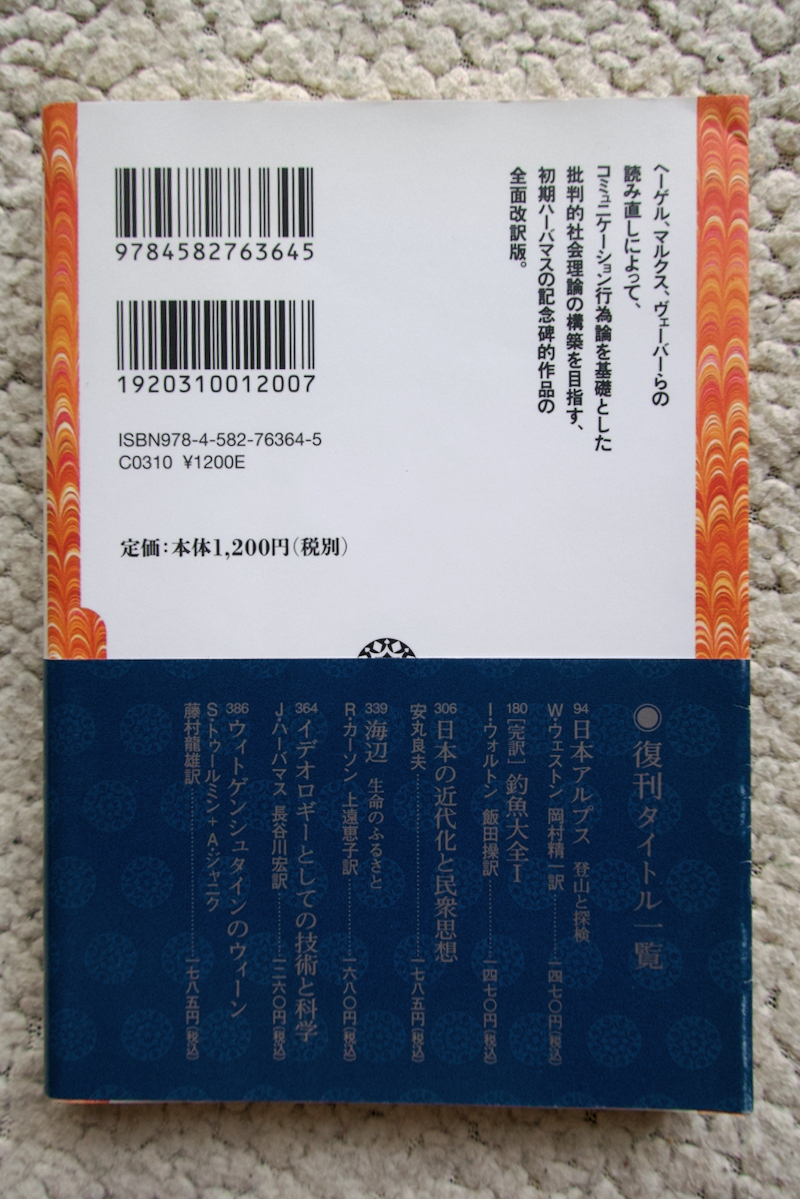 ヘーゲル、マルクス、ヴェーバーらの
読み直しによって、
コミュニケーション行為論を基礎とした
批判的社会理論の構築を目指す、
初期ハーバマスの記念碑的作品の
全面改訳版。
9784582763645
1920310012007
ISBN978-4-582-76364-5
C0310 ¥1200E
定価:本体1,200円(税別)
◉復刊タイトル一覧
94 日本アルプス 登山と探検
W・ウェストン 岡村精一訳……一四七〇円(税込)
180 [完訳]釣魚大全Ⅰ
I・ウォルトン 飯田操訳……一四七〇円(税込)
306 日本の近代化と民衆思想
安丸良夫……一七八五円(税込)
339 海辺 生命のふるさと
R・カーソン 上遠恵子訳……一六八〇円(税込)
364 イデオロギーとしての技術と科学
J・ハーバマス 長谷川宏訳……一二六〇円(税込)
386 ウィトゲンシュタインのウィーン
S・トゥールミン+A・ジャニク
藤村龍雄訳……一七八五円(税込)